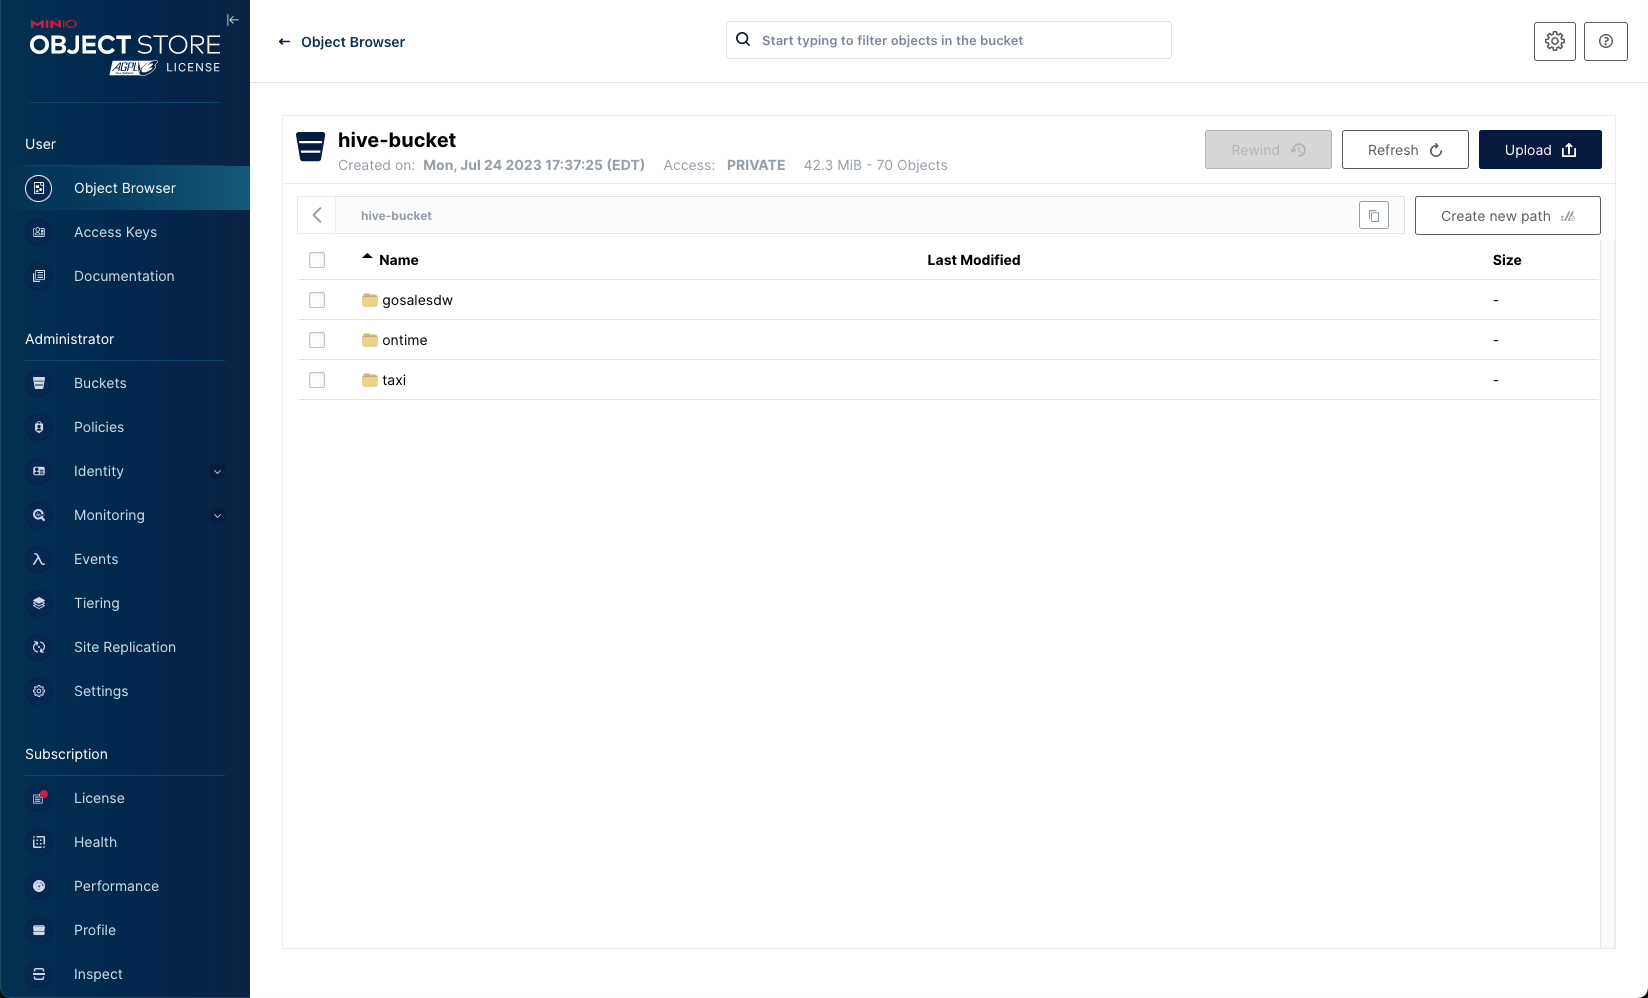 MINIO
OBJECT STORE
AGPL LICENSE
User
Object Browser
Access Keys
Documentation
Administrator
Buckets
Policies
Identity
Monitoring
Events
Tiering
Site Replication
Settings
Subscription
License
Health
Performance
Profile
Inspect
Object Browser
Start typing to filter objects in the bucket
hive-bucket
Created on: Mon, Jul 24 2023 17:37:25 (EDT) Access: PRIVATE 42.3 MiB - 70 Objects
Rewind
Refresh
Upload
hive-bucket
Create new path
Name Last Modified Size
gosalesdw -
ontime -
taxi -